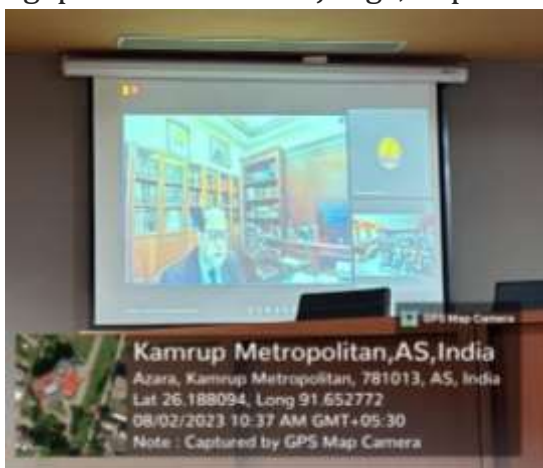 GPS Map Camera
Kamrup Metropolitan,AS,India
Azara, Kamrup Metropolitan, 781013, AS, India
Lat 26.188094, Long 91.652772
08/02/2023 10:37 AM GMT+05:30
Note : Captured by GPS Map Camera